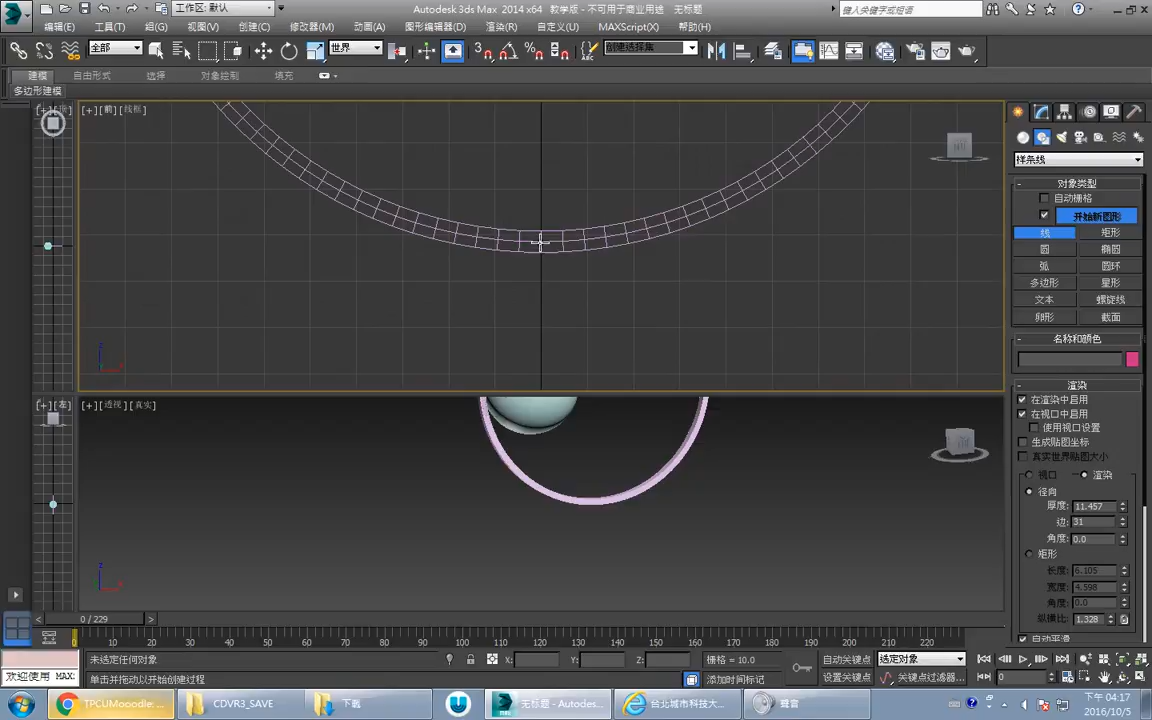 工作区: 默认
Autodesk 3ds Max 2014 x64 教学版 - 不可用于商业用途 无标题
键入关键字或短语
编辑(E) 工具(T) 组(G) 视图(V) 创建(C) 修改器(M) 动画(A) 图形编辑器(D) 渲染(R) 自定义(U) MAXScript(X) 帮助(H)
全部
世界
创建选择集
建模 自由形式 选择 对象绘制 填充
多边形建模
[+][顶]
[+][前][线框]
[+][左]
[+][透视][真实]
样条线
对象类型
自动栅格
开始新图形
线 矩形
圆 椭圆
弧 圆环
多边形 星形
文本 螺旋线
卵形 截面
名称和颜色
渲染
在渲染中启用
在视口中启用
使用视口设置
生成贴图坐标
真实世界贴图大小
视口 渲染
径向
厚度: 11.457
边: 31
角度: 0.0
矩形
长度: 6.105
宽度: 4.598
角度: 0.0
纵横比: 1.328
自动平滑
0 / 229
0 10 20 30 40 50 60 70 80 90 100 110 120 130 140 150 160 170 180 190 200 210 220
未选定任何对象
X: Y: Z:
栅格 = 10.0
自动关键点 选定对象
欢迎使用 MAX:
单击并拖动以开始创建过程
添加时间标记
设置关键点 关键点过滤器...
0
TPCUMooodle: ...
CDVR3_SAVE
下載
无标题 - Autodes...
台北城市科技大...
聲音
下午 04:17
2016/10/5